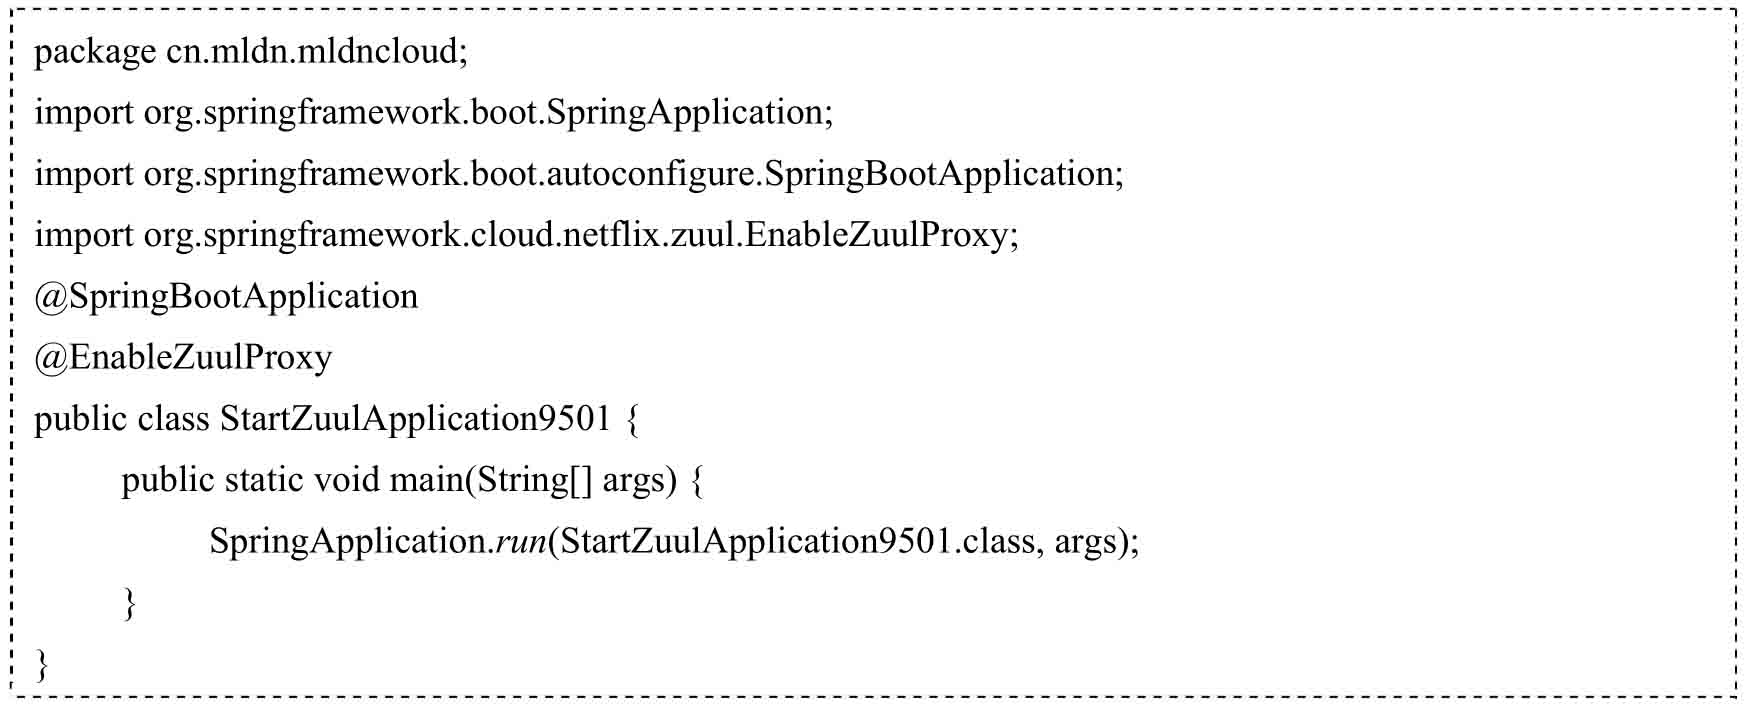 package cn.mldn.mldncloud;
import org.springframework.boot.SpringApplication;
import org.springframework.boot.autoconfigure.SpringBootApplication;
import org.springframework.cloud.netflix.zuul.EnableZuulProxy;
@SpringBootApplication
@EnableZuulProxy
public class StartZuulApplication9501 {
public static void main(String[] args) {
SpringApplication.run(StartZuulApplication9501.class, args);
}
}